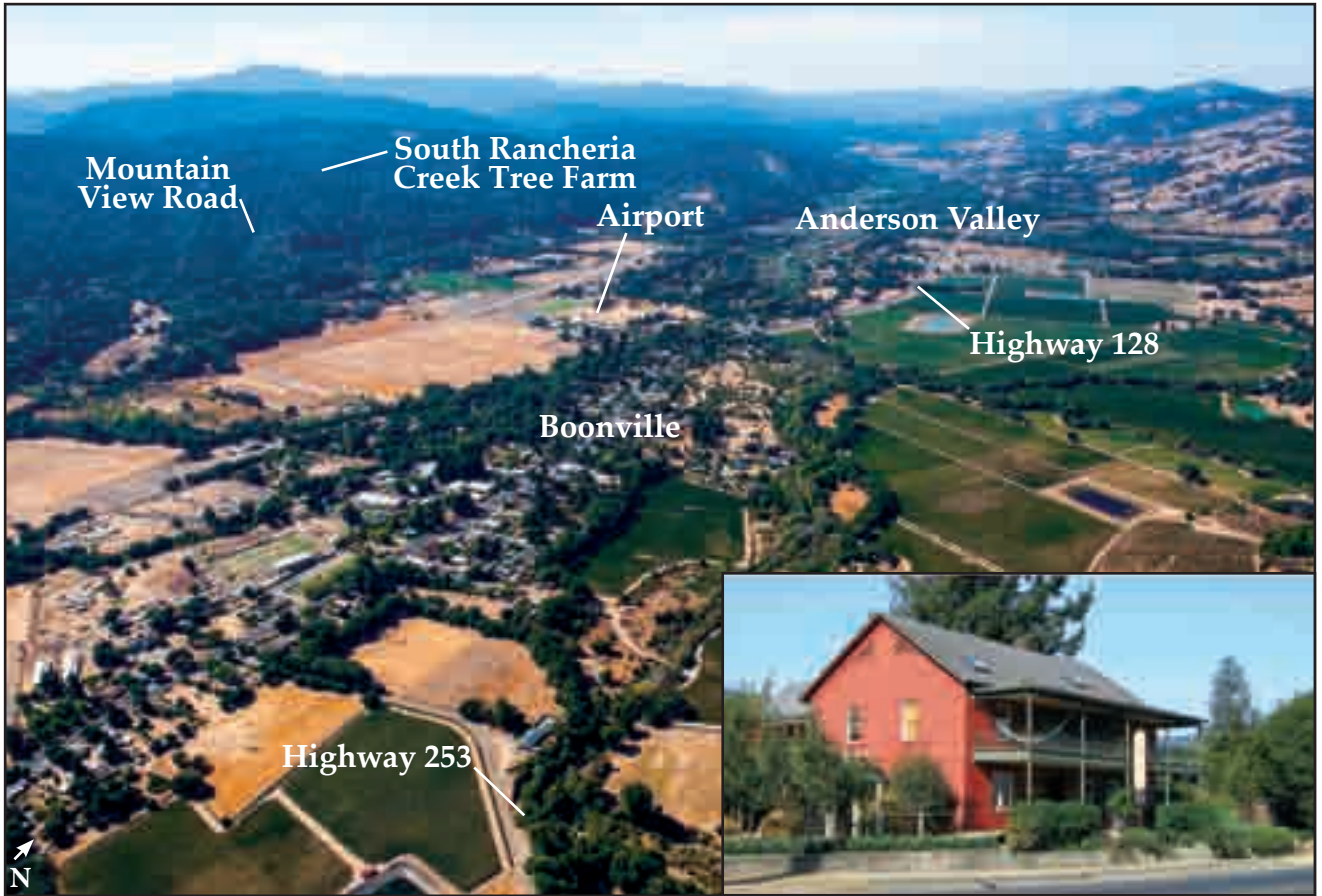 South Rancheria
Creek Tree Farm
Mountain
View Road
Airport
Anderson Valley
Highway 128
Boonville
Highway 253
N